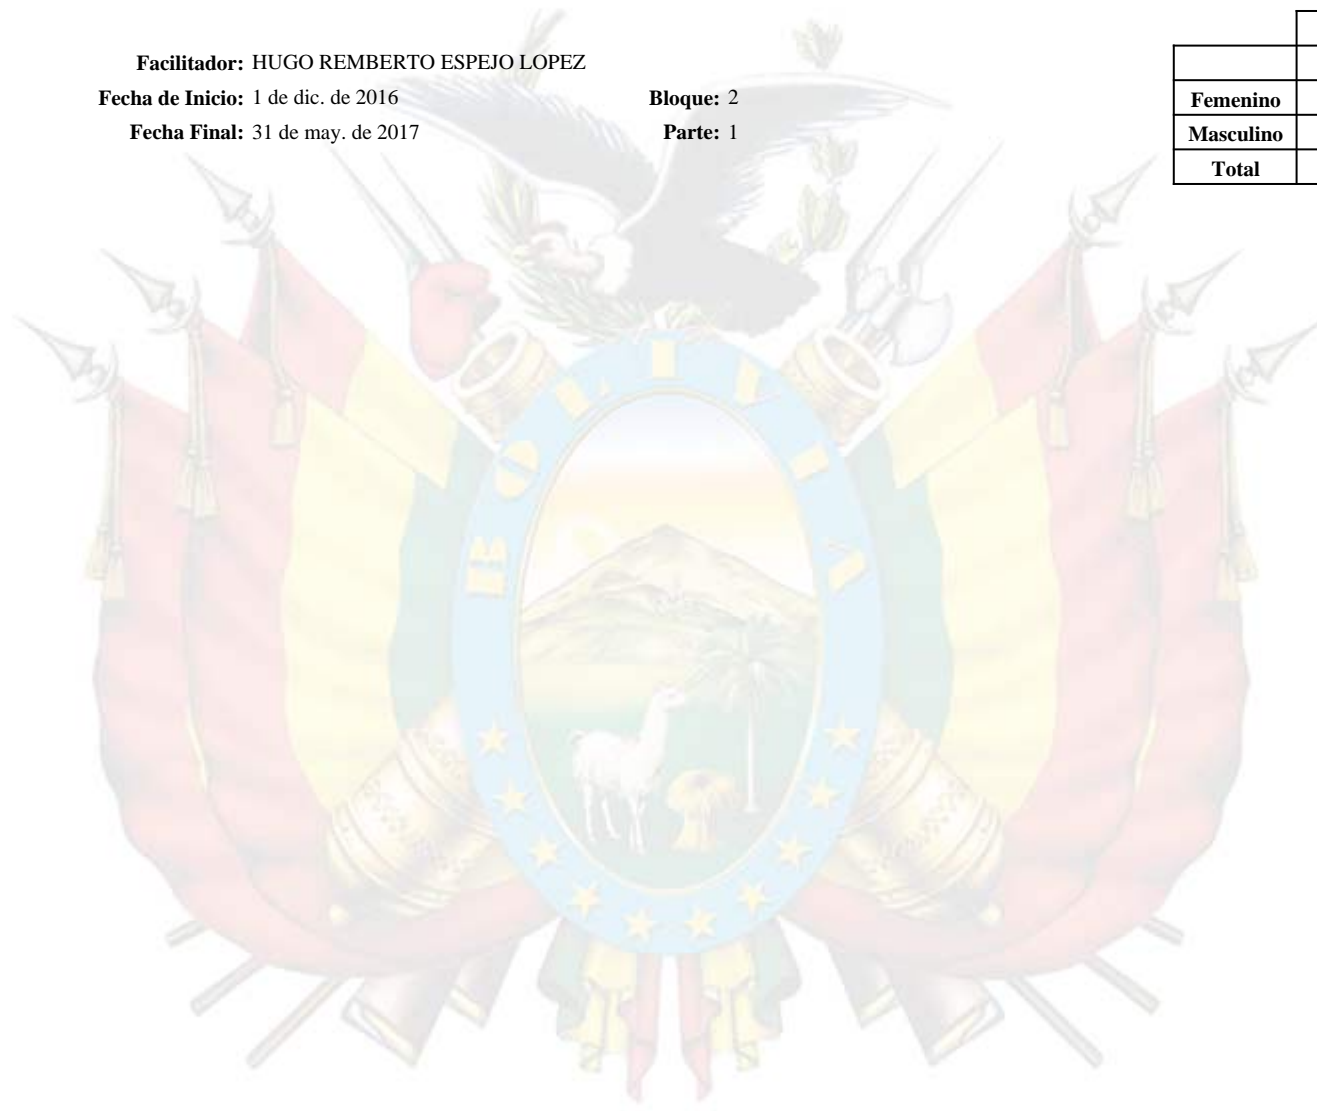 Facilitador: HUGO REMBERTO ESPEJO LOPEZ
Fecha de Inicio: 1 de dic. de 2016 Bloque: 2
Fecha Final: 31 de may. de 2017 Parte: 1
Femenino
Masculino
Total
BOLIVIA